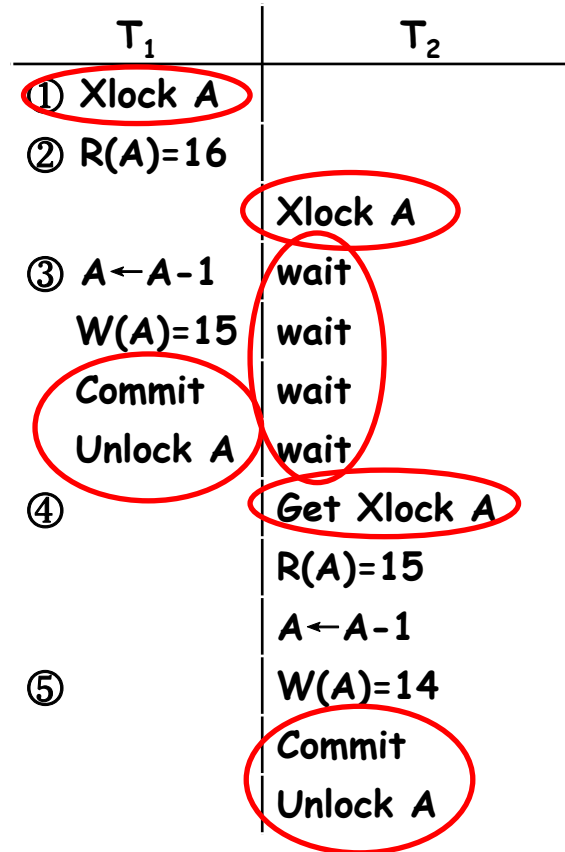 T₁ T₂
① Xlock A
② R(A)=16
Xlock A
③ A←A-1 wait
W(A)=15 wait
Commit wait
Unlock A wait
④ Get Xlock A
R(A)=15
A←A-1
⑤ W(A)=14
Commit
Unlock A